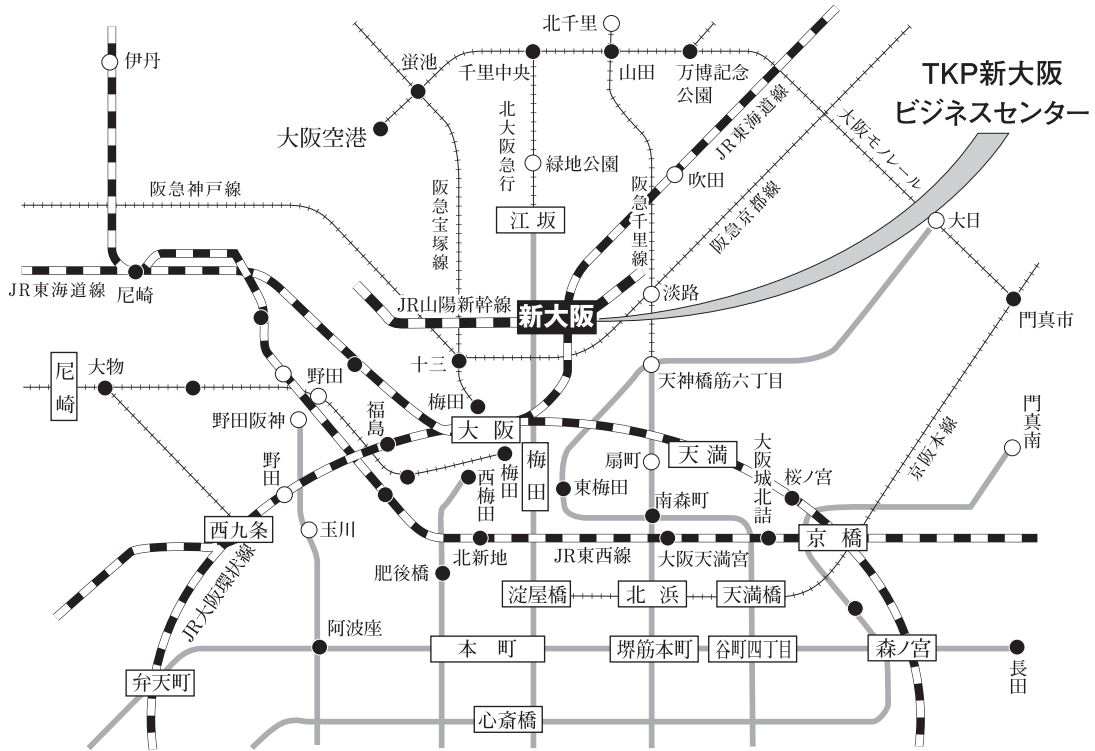 北千里
伊丹
蛍池
千里中央
山田
万博記念
公園
TKP新大阪
ビジネスセンター
大阪空港
北大阪急行
JR東海道線
大阪モノレール
緑地公園
吹田
阪急神戸線
阪急宝塚線
阪急千里線
阪急京都線
江坂
大日
JR東海道線
尼崎
JR山陽新幹線
新大阪
淡路
門真市
十三
尼崎
大物
野田
天神橋筋六丁目
梅田
野田阪神
福島
大阪
門真南
天満
大阪城北詰
京阪本線
扇町
梅田
梅田
西梅田
野田
東梅田
桜ノ宮
南森町
西九条
玉川
京橋
北新地
JR東西線
大阪天満宮
肥後橋
JR大阪環状線
淀屋橋
北浜
天満橋
阿波座
本町
堺筋本町
谷町四丁目
森ノ宮
長田
弁天町
心斎橋